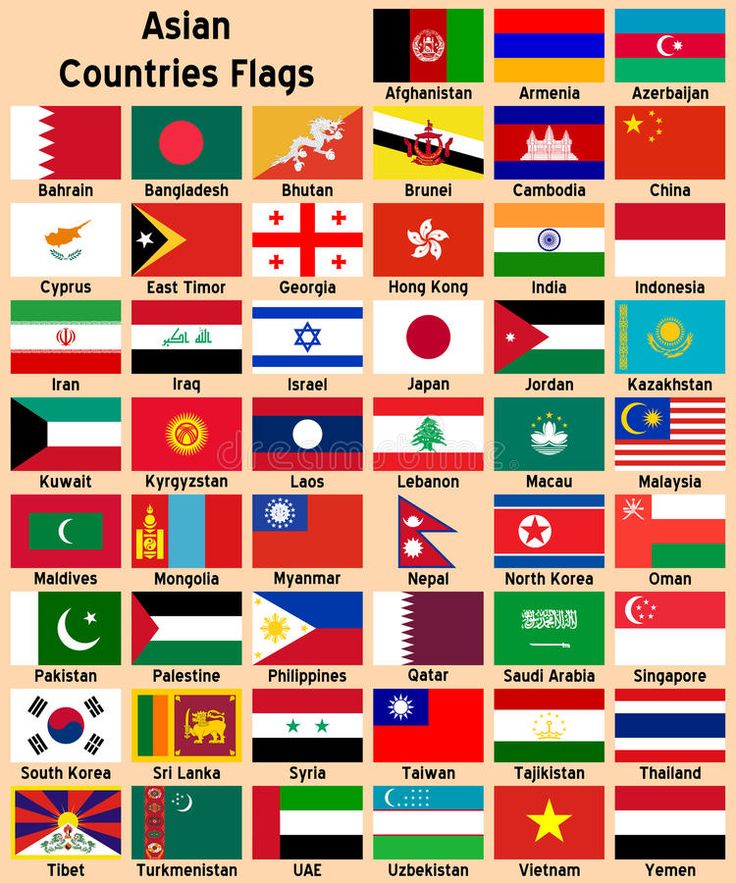 Asian
Countries Flags
Afghanistan Armenia Azerbaijan
Bahrain Bangladesh Bhutan Brunei Cambodia China
Cyprus East Timor Georgia Hong Kong India Indonesia
الله اكبر
Iran Iraq Israel Japan Jordan Kazakhstan
dreamstime
Kuwait Kyrgyzstan Laos Lebanon Macau Malaysia
Maldives Mongolia Myanmar Nepal North Korea Oman
Pakistan Palestine Philippines Qatar Saudi Arabia Singapore
South Korea Sri Lanka Syria Taiwan Tajikistan Thailand
Tibet Turkmenistan UAE Uzbekistan Vietnam Yemen